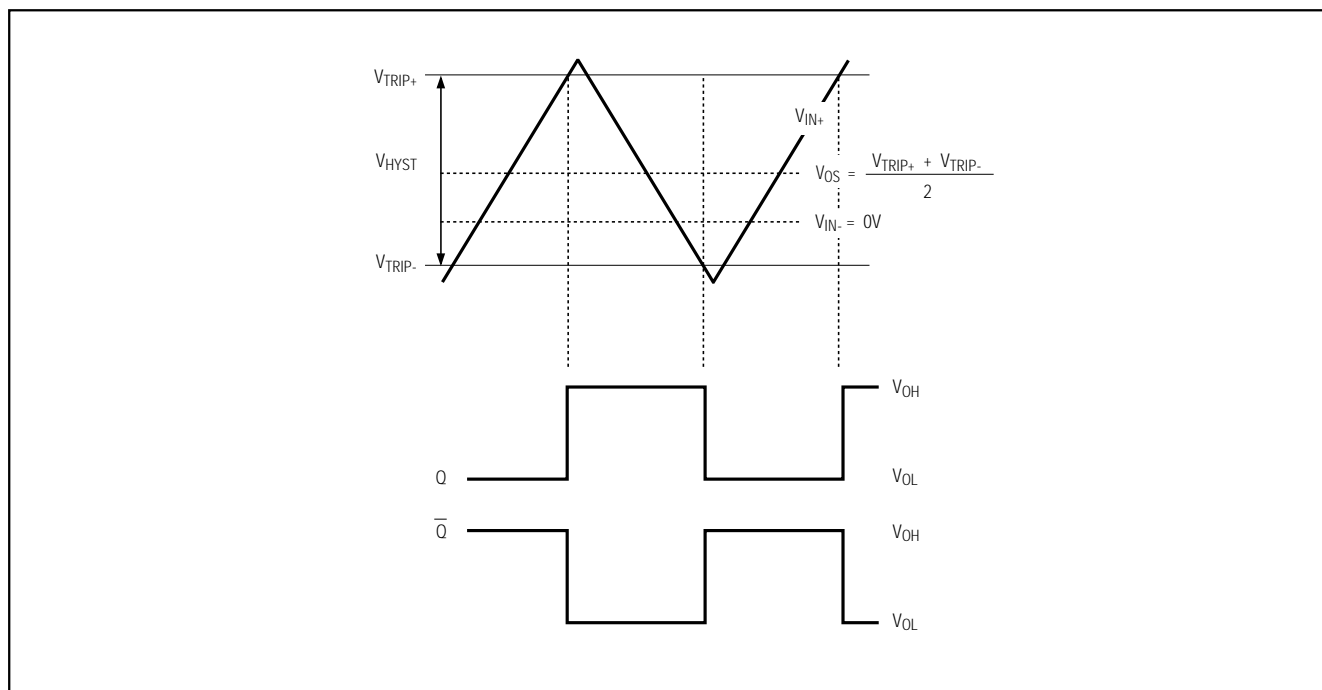 VTRIP+
VIN+
VHYST
VOS = VTRIP+ + VTRIP-
2
VIN- = 0V
VTRIP-
VOH
Q VOL
Q̅ VOH
VOL